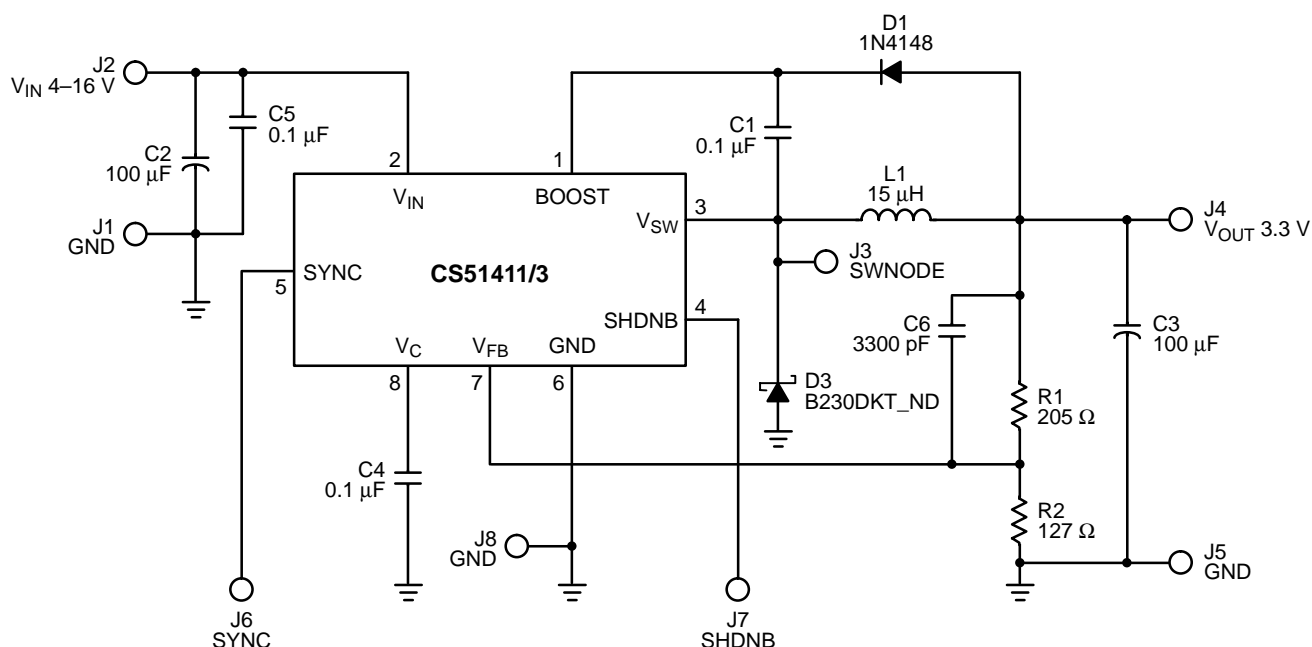 D1
1N4148
J2
V_IN 4–16 V
C5
0.1 μF
C2
100 μF
C1
0.1 μF
L1
15 μH
2
1
V_IN
BOOST
V_SW
3
J1
GND
J4
V_OUT 3.3 V
J3
SWNODE
SYNC
5
CS51411/3
SHDNB
4
C6
3300 pF
C3
100 μF
V_C
V_FB
GND
8
7
6
D3
B230DKT_ND
R1
205 Ω
C4
0.1 μF
R2
127 Ω
J8
GND
J5
GND
J6
SYNC
J7
SHDNB